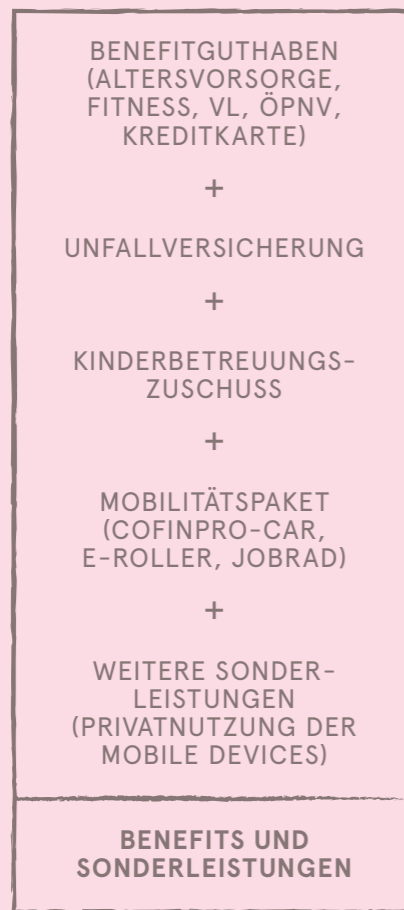 BENEFITGUTHABEN
(ALTERSVORSORGE,
FITNESS, VL, ÖPNV,
KREDITKARTE)
+
UNFALLVERSICHERUNG
+
KINDERBETREUUNGS-
ZUSCHUSS
+
MOBILITÄTSPAKET
(COFINPRO-CAR,
E-ROLLER, JOBRAD)
+
WEITERE SONDER-
LEISTUNGEN
(PRIVATNUTZUNG DER
MOBILE DEVICES)
BENEFITS UND
SONDERLEISTUNGEN